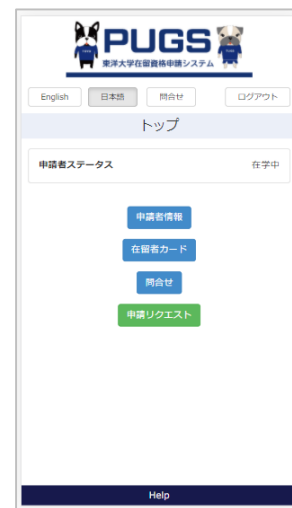 PUGS
東洋大学在留資格申請システム
English 日本語 問合せ ログアウト
トップ
申請者ステータス 在学中
申請者情報
在留者カード
問合せ
申請リクエスト
Help